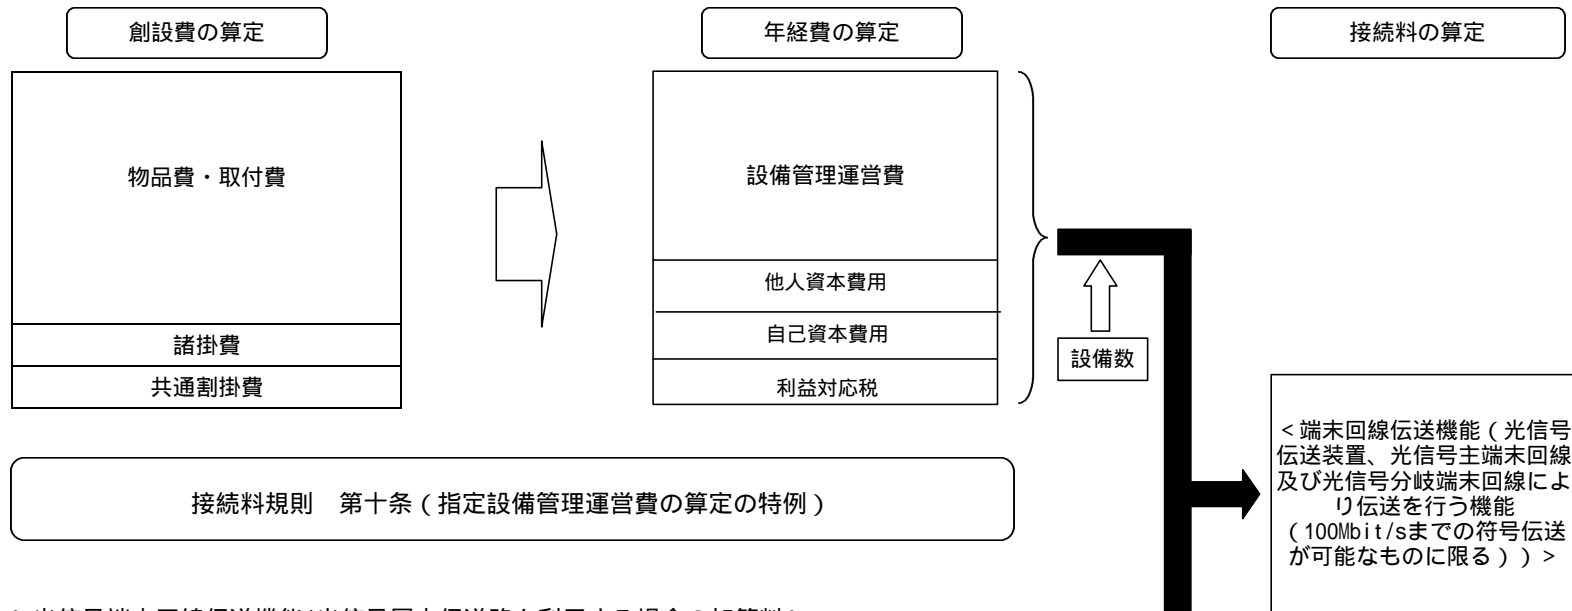 創設費の算定
年経費の算定
接続料の算定
物品費・取付費
諸掛費
共通割掛費
設備管理運営費
他人資本費用
自己資本費用
利益対応税
設備数
接続料規則　第十条（指定設備管理運営費の算定の特例）
＜端末回線伝送機能（光信号
伝送装置、光信号主端末回線
及び光信号分岐端末回線によ
り伝送を行う機能
（100Mbit/sまでの符号伝送
が可能なものに限る））＞